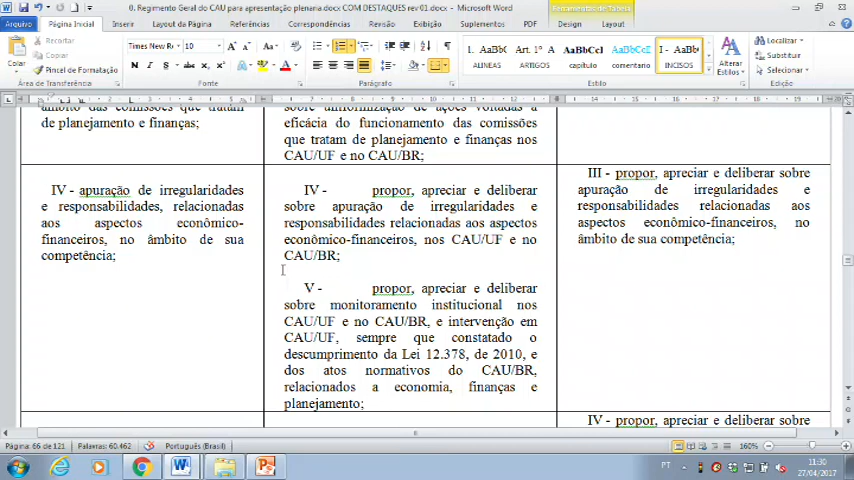 0. Regimento Geral do CAU para apresentação plenaria.docx COM DESTAQUES rev 01.docx - Microsoft Word
Ferramentas de Tabela
Arquivo
Página Inicial
Inserir
Layout da Página
Referências
Correspondências
Revisão
Exibição
Suplementos
PDF
Design
Layout
Recortar
Copiar
Pincel de Formatação
Colar
Área de Transferência
Times New Ro
10
Fonte
Parágrafo
1. AaBb(
ALINEAS
Art. 1° A
ARTIGOS
AaBbCcI
capítulo
AaBbCcE
comentario
I - AaBb(
INCISOS
Alterar
Estilos
Estilo
Localizar
Substituir
Selecionar
Edição
âmbito das comissões que tratam
de planejamento e finanças;
sobre uniformização de ações voltadas à
eficácia do funcionamento das comissões
que tratam de planejamento e finanças nos
CAU/UF e no CAU/BR;
IV - apuração de irregularidades
e responsabilidades, relacionadas
aos aspectos econômico-
financeiros, no âmbito de sua
competência;
IV - propor, apreciar e deliberar
sobre apuração de irregularidades e
responsabilidades relacionadas aos aspectos
econômico-financeiros, nos CAU/UF e no
CAU/BR;
V - propor, apreciar e deliberar
sobre monitoramento institucional nos
CAU/UF e no CAU/BR, e intervenção em
CAU/UF, sempre que constatado o
descumprimento da Lei 12.378, de 2010, e
dos atos normativos do CAU/BR,
relacionados a economia, finanças e
planejamento;
III - propor, apreciar e deliberar sobre
apuração de irregularidades e
responsabilidades relacionadas aos
aspectos econômico-financeiros, no
âmbito de sua competência;
IV - propor, apreciar e deliberar sobre
Página: 66 de 121
Palavras: 60.462
Português (Brasil)
160%
PT
11:30
27/04/2017